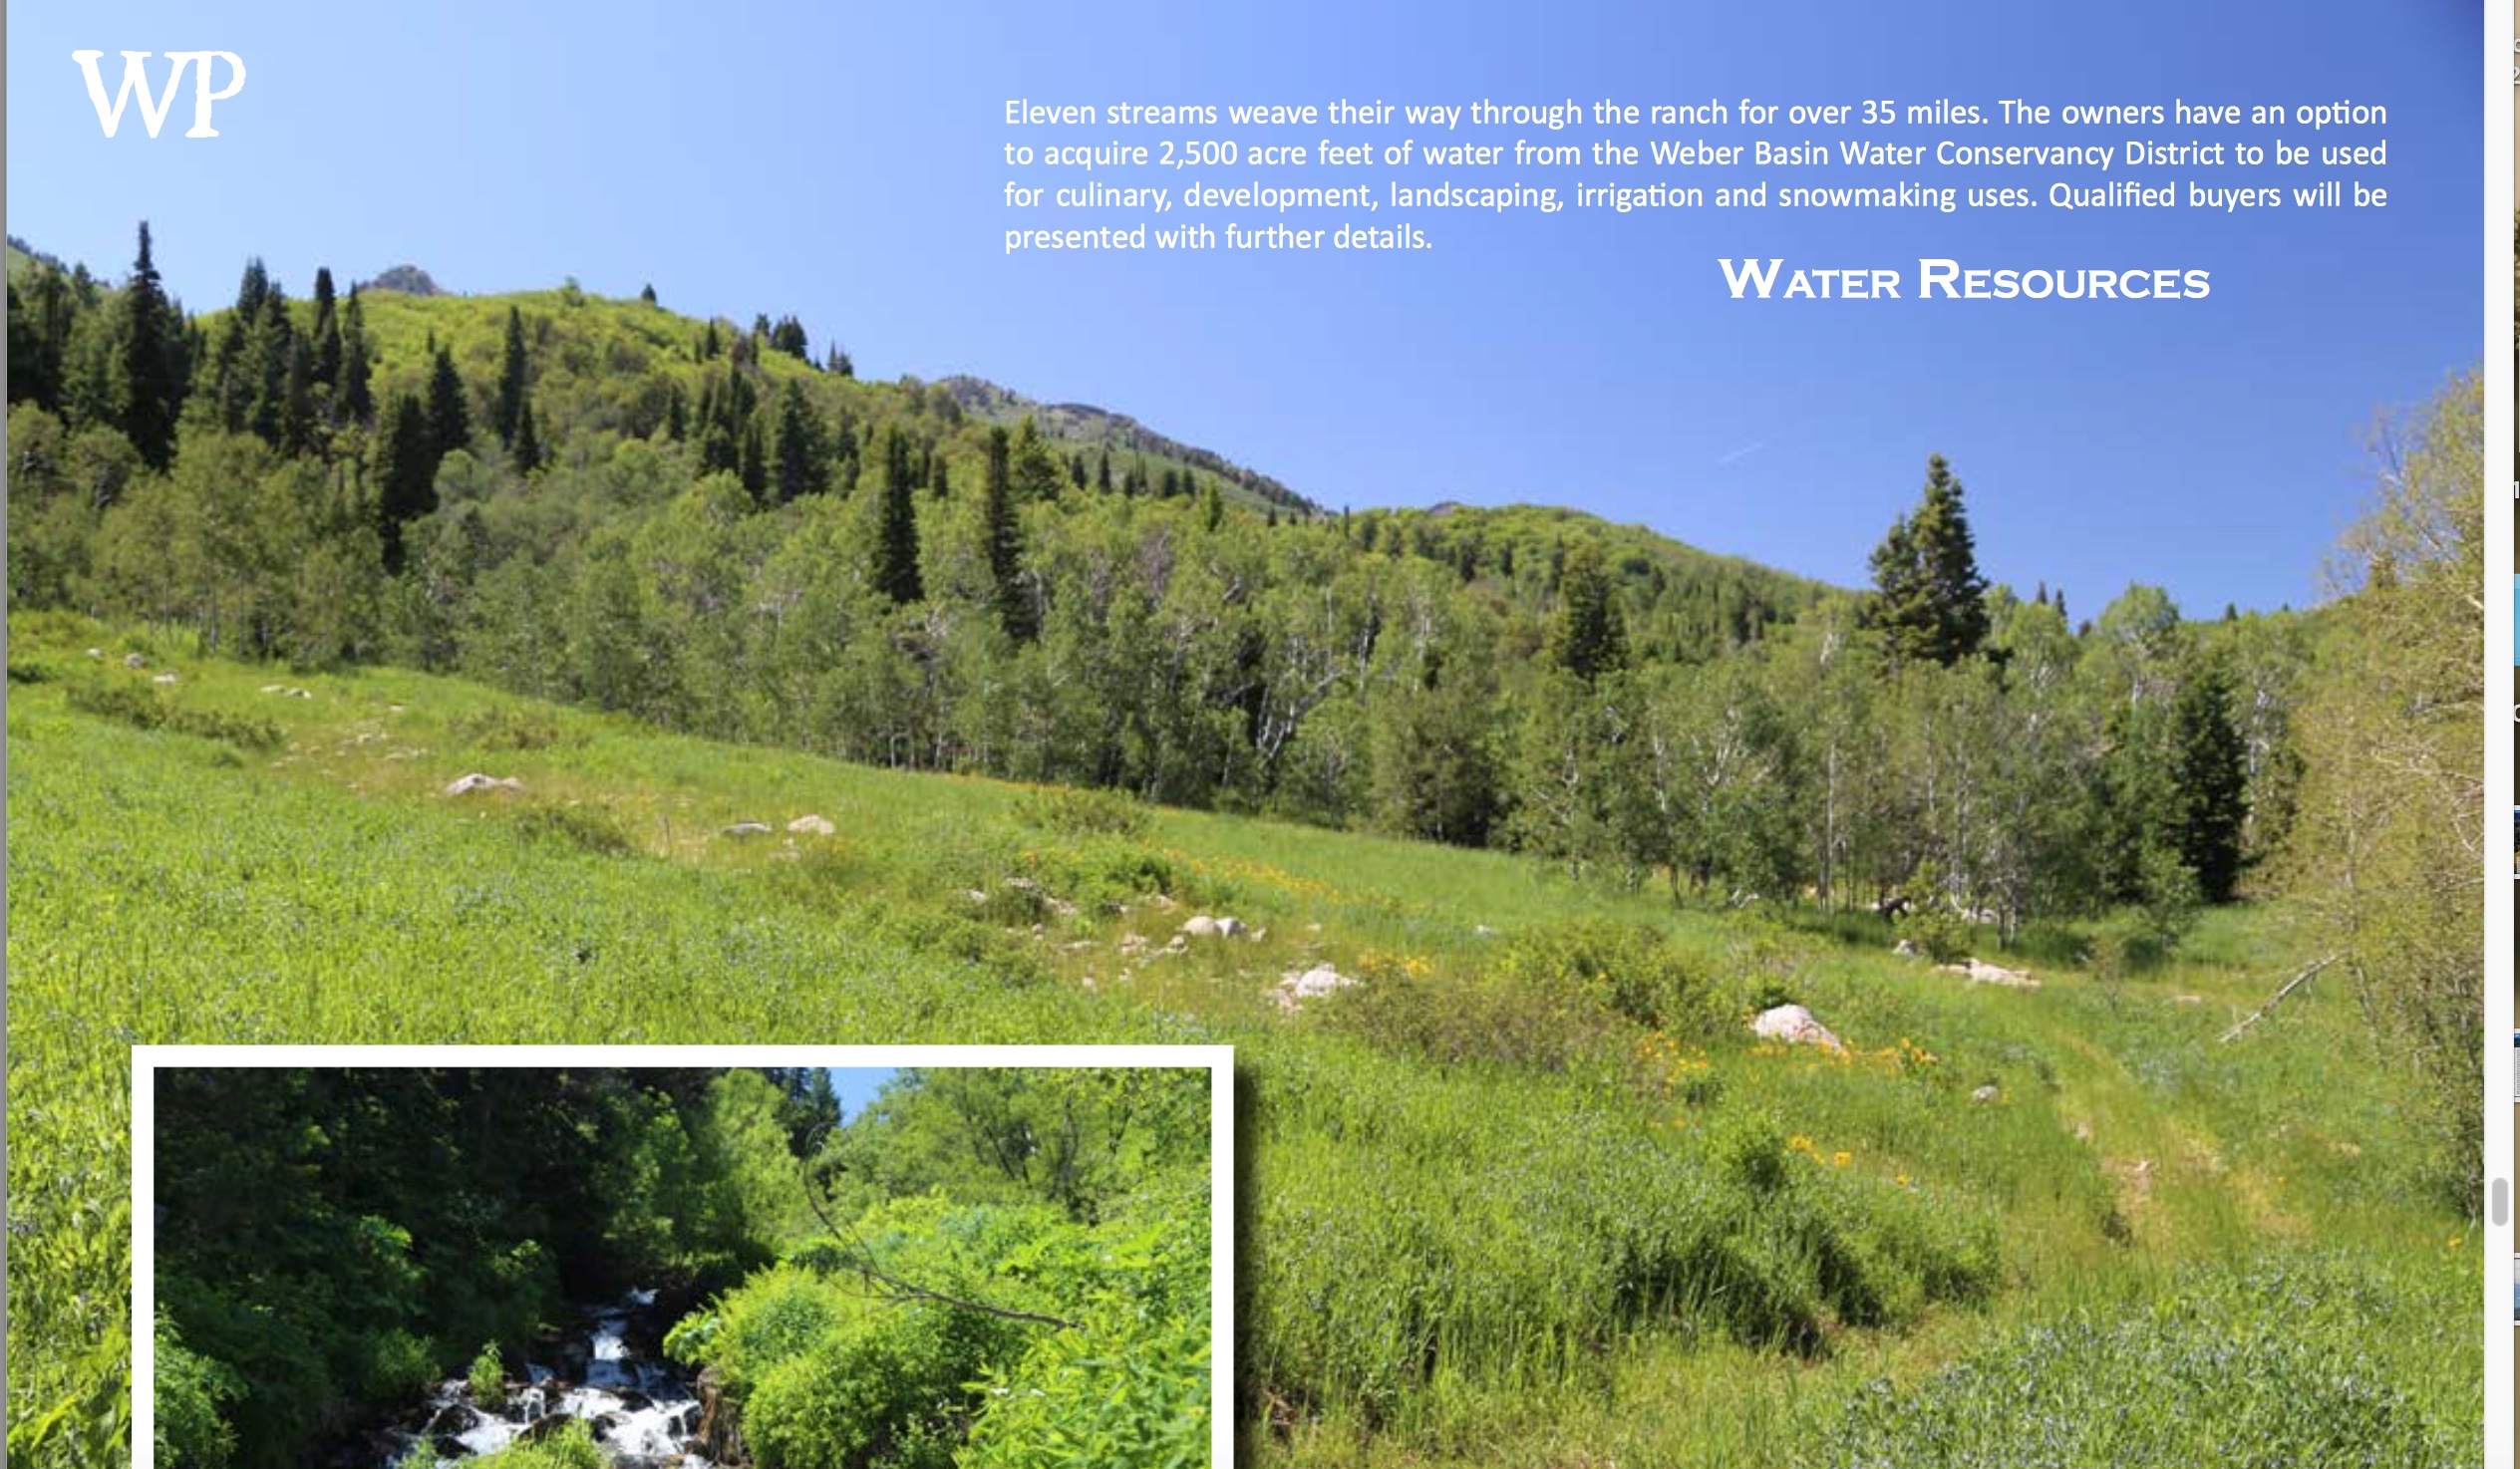 WP
Eleven streams weave their way through the ranch for over 35 miles. The owners have an option
to acquire 2,500 acre feet of water from the Weber Basin Water Conservancy District to be used
for culinary, development, landscaping, irrigation and snowmaking uses. Qualified buyers will be
presented with further details.
Water Resources